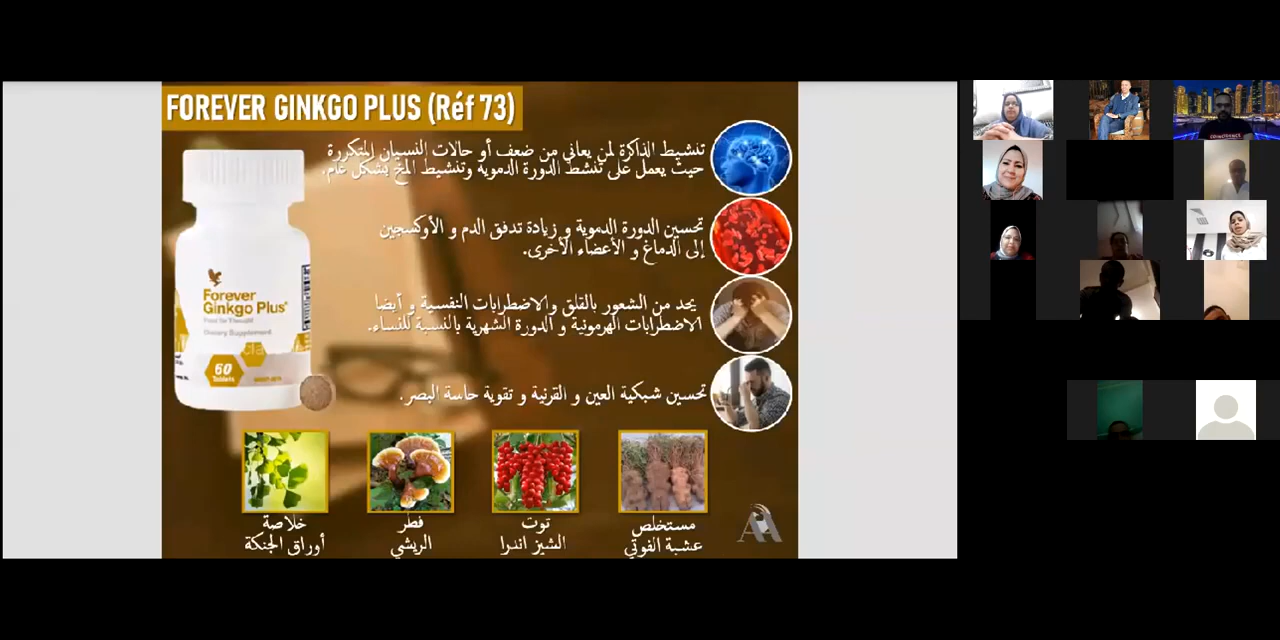 FOREVER GINKGO PLUS (Réf 73)
تنشيط الذاكرة لمن يعاني من ضعف أو حالات النسيان المتكررة
حيث يعمل على تنشط الدورة الدموية وتنشيط المخ بشكل عام.
تحسين الدورة الدموية و زيادة تدفق الدم و الأوكسجين
إلى الدماغ و الأعضاء الأخرى.
يحد من الشعور بالقلق والاضطرابات النفسية و أيضا
الاضطرابات الهرمونية و الدورة الشهرية بالنسبة للنساء.
تحسين شبكية العين و القرنية و تقوية حاسة البصر.
Forever
Ginkgo Plus®
Dietary Supplement
60
Tablets
خلاصة
أوراق الجنكة
فطر
الريشي
توت
الشيز اندرا
مستخلص
عشبة الفوتي